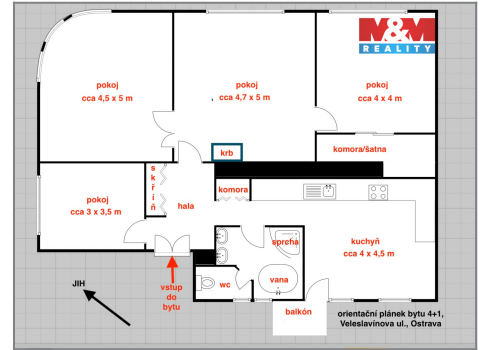 M&M
REALITY
pokoj
cca 4,5 x 5 m
pokoj
cca 4,7 x 5 m
pokoj
cca 4 x 4 m
krb
komora/šatna
skříň
komora
pokoj
cca 3 x 3,5 m
hala
sprcha
kuchyň
cca 4 x 4,5 m
wc
vana
JIH
vstup
do
bytu
balkón
orientační plánek bytu 4+1,
Veleslavínova ul., Ostrava